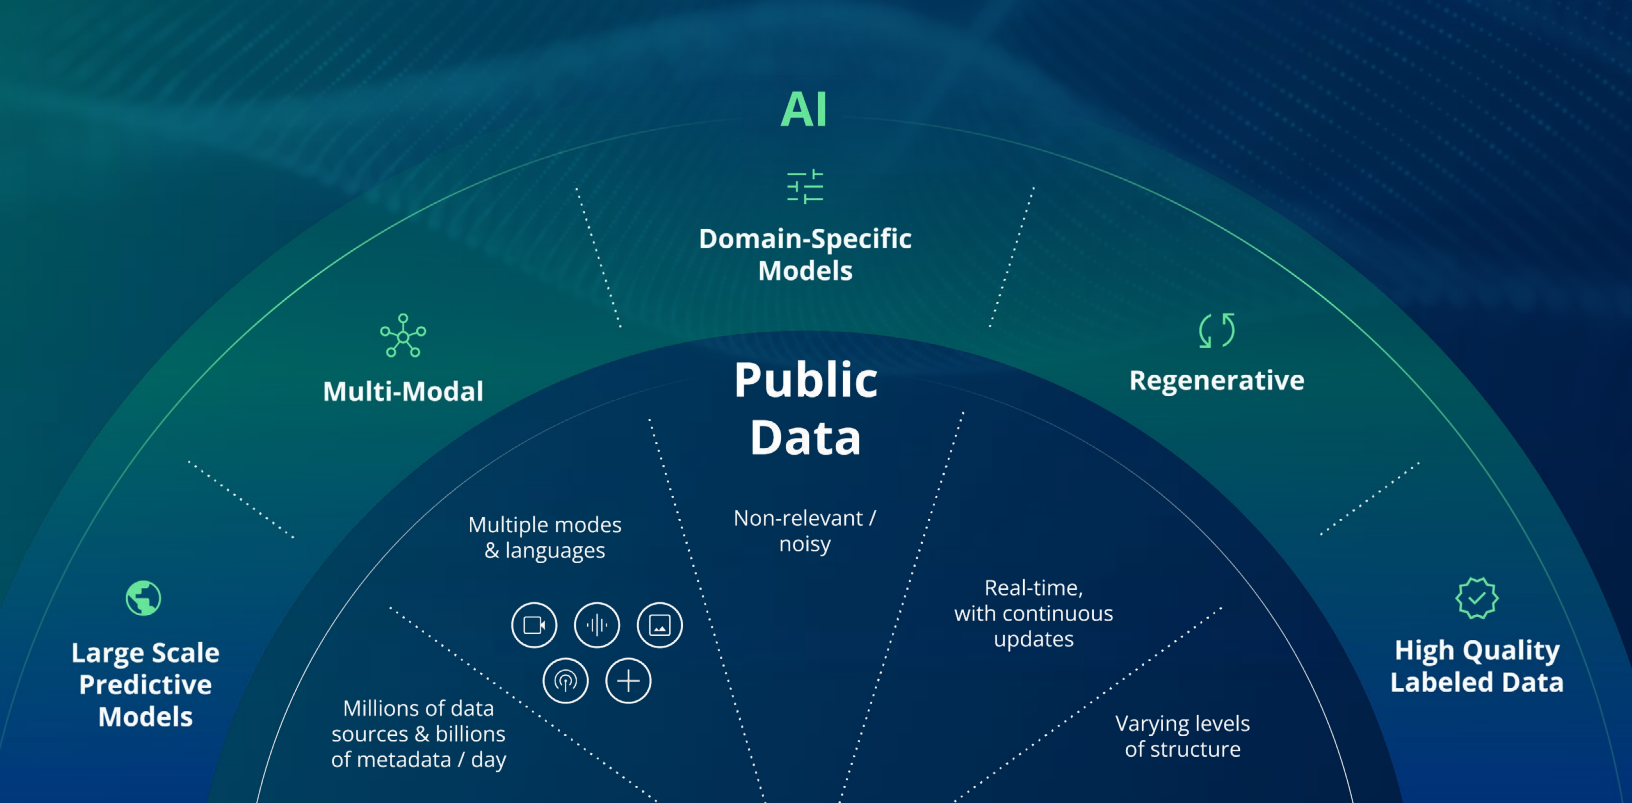 AI
Domain-Specific
Models
Multi-Modal
Regenerative
Large Scale
Predictive
Models
High Quality
Labeled Data
Public
Data
Multiple modes
& languages
Non-relevant /
noisy
Real-time,
with continuous
updates
Millions of data
sources & billions
of metadata / day
Varying levels
of structure